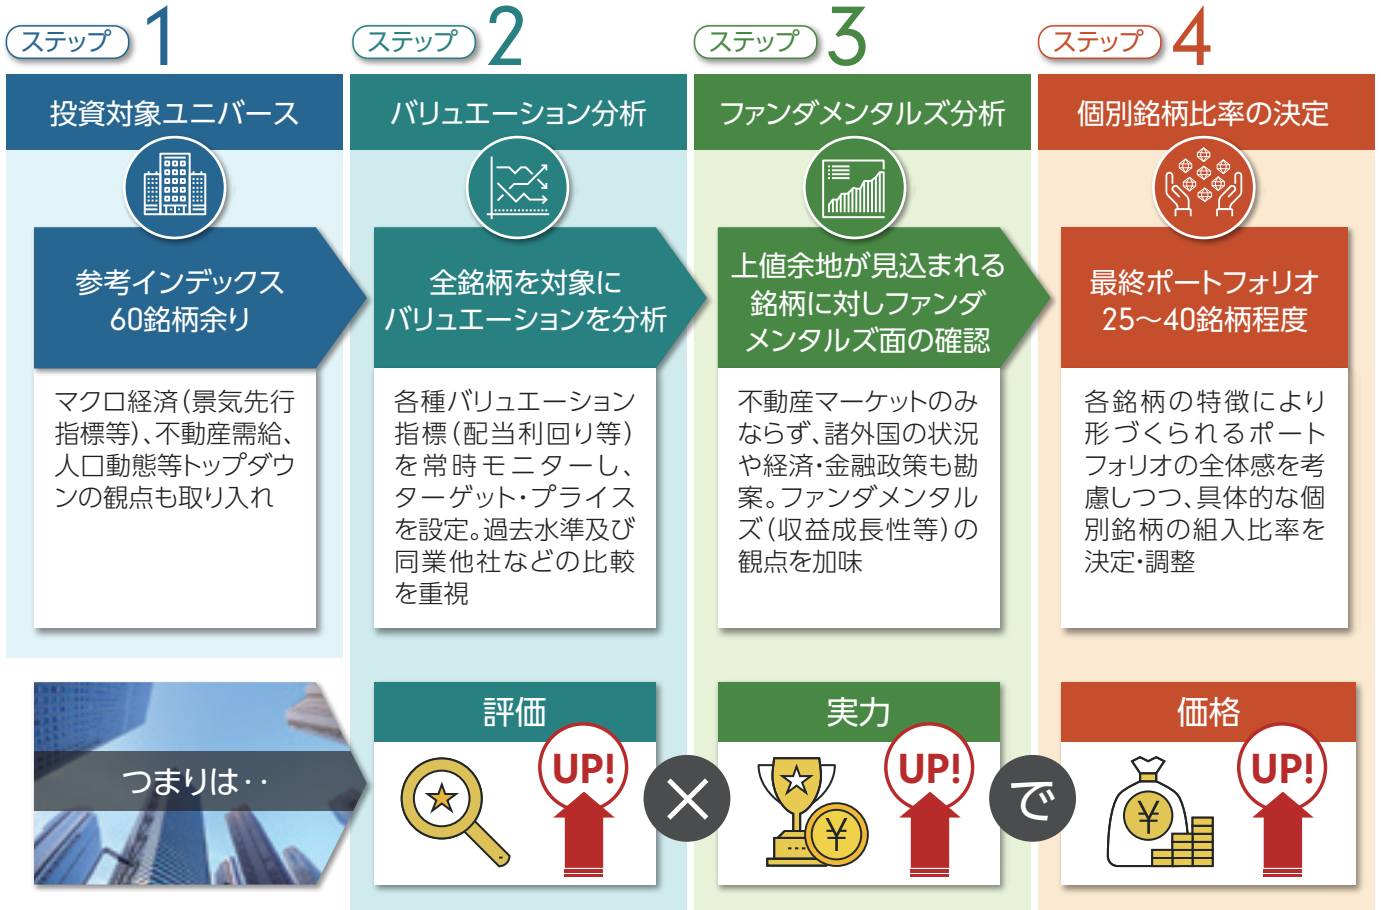 ステップ 1
投資対象ユニバース
参考インデックス
60銘柄余り
マクロ経済(景気先行
指標等)、不動産需給、
人口動態等トップダウ
ンの観点も取り入れ
ステップ 2
バリュエーション分析
全銘柄を対象に
バリュエーションを分析
各種バリュエーション
指標(配当利回り等)
を常時モニターし、
ターゲット・プライス
を設定。過去水準及び
同業他社などの比較
を重視
ステップ 3
ファンダメンタルズ分析
上値余地が見込まれる
銘柄に対しファンダ
メンタルズ面の確認
不動産マーケットのみ
ならず、諸外国の状況
や経済・金融政策も勘
案。ファンダメンタル
ズ(収益成長性等)の
観点を加味
ステップ 4
個別銘柄比率の決定
最終ポートフォリオ
25〜40銘柄程度
各銘柄の特徴により
形づくられるポート
フォリオの全体感を考
慮しつつ、具体的な個
別銘柄の組入比率を
決定・調整
つまりは‥
評価
UP!
×
実力
UP!
¥
で
価格
UP!
¥